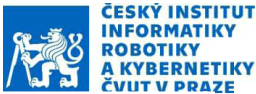 ČESKÝ INSTITUT
INFORMATIKY
ROBOTIKY
A KYBERNETIKY
ČVUT V PRAZE